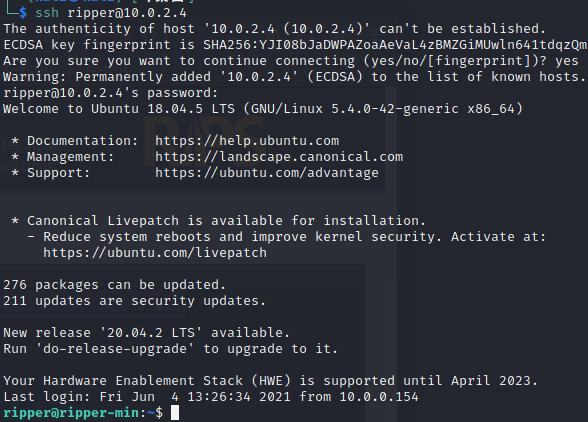 $ ssh ripper@10.0.2.4
The authenticity of host '10.0.2.4 (10.0.2.4)' can't be established.
ECDSA key fingerprint is SHA256:YJI08bJaDWPAZoaAeVaL4zBMZGiMUwln641tdqzQm
Are you sure you want to continue connecting (yes/no/[fingerprint])? yes
Warning: Permanently added '10.0.2.4' (ECDSA) to the list of known hosts.
ripper@10.0.2.4's password:
Welcome to Ubuntu 18.04.5 LTS (GNU/Linux 5.4.0-42-generic x86_64)
* Documentation: https://help.ubuntu.com
* Management: https://landscape.canonical.com
* Support: https://ubuntu.com/advantage
* Canonical Livepatch is available for installation.
- Reduce system reboots and improve kernel security. Activate at:
https://ubuntu.com/livepatch
276 packages can be updated.
211 updates are security updates.
New release '20.04.2 LTS' available.
Run 'do-release-upgrade' to upgrade to it.
Your Hardware Enablement Stack (HWE) is supported until April 2023.
Last login: Fri Jun  4 13:26:34 2021 from 10.0.0.154
ripper@ripper-min:~$